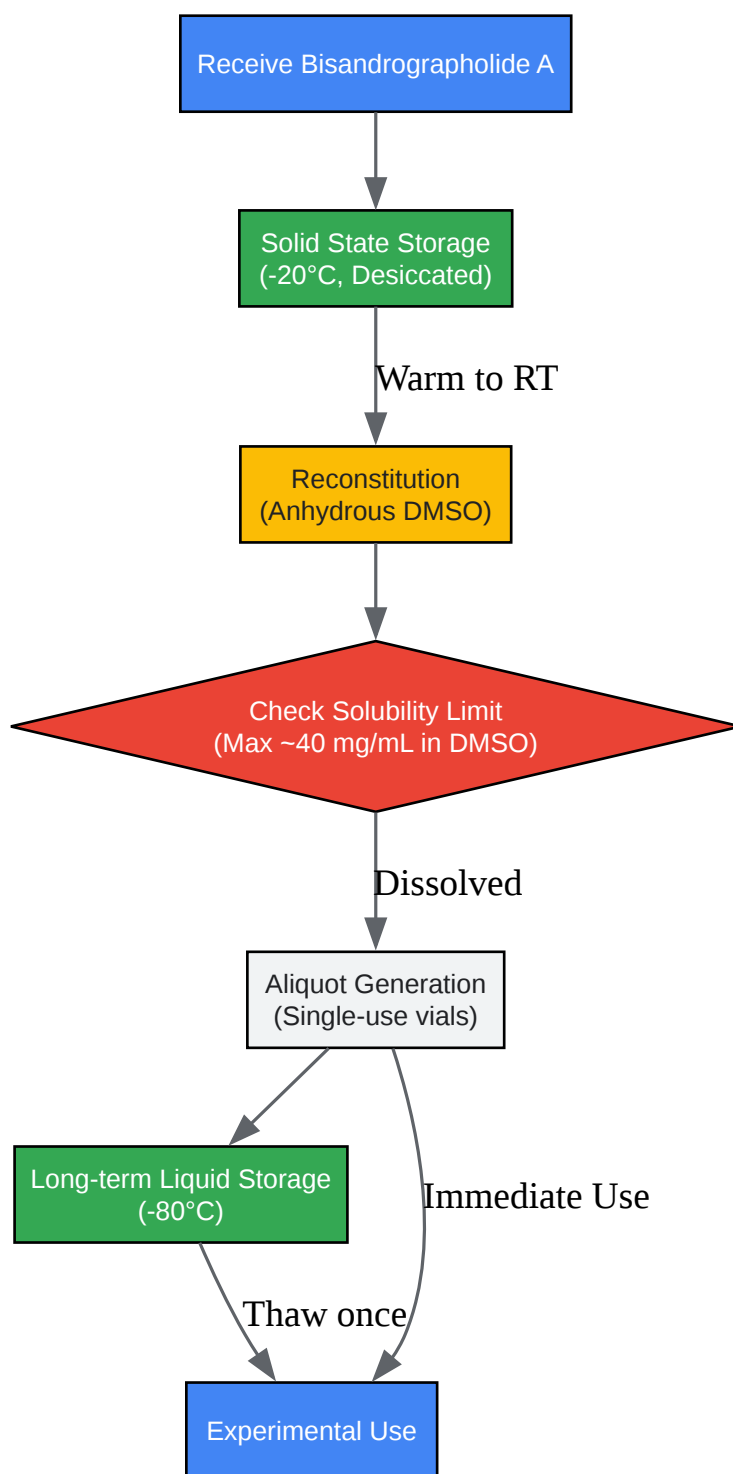 Receive Bisandrographolide A
Solid State Storage
(-20°C, Desiccated)
Warm to RT
Reconstitution
(Anhydrous DMSO)
Check Solubility Limit
(Max ~40 mg/mL in DMSO)
Dissolved
Aliquot Generation
(Single-use vials)
Long-term Liquid Storage
(-80°C)
Immediate Use
Thaw once
Experimental Use